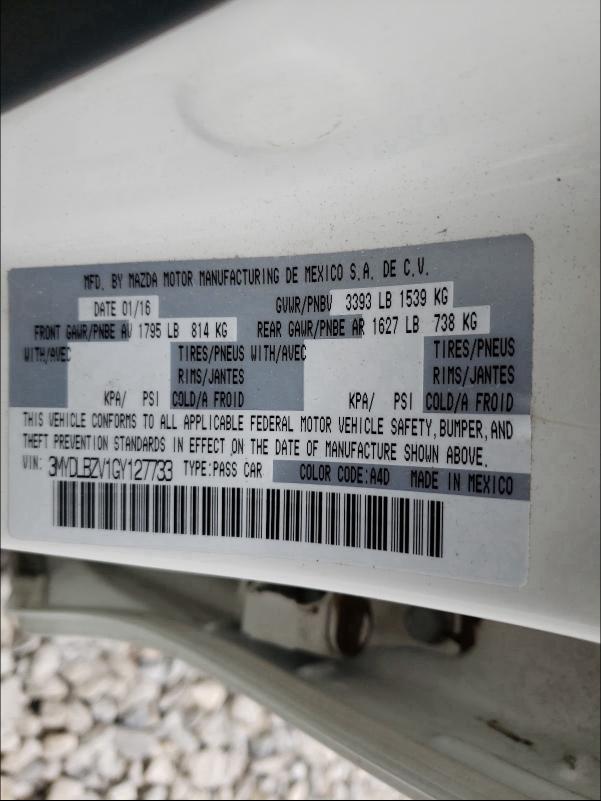 MFD. BY MAZDA MOTOR MANUFACTURING DE MEXICO S.A. DE C.V.
DATE 01/16 GVWR/PNBV 3393 LB 1539 KG
FRONT GAWR/PNBE AV 1795 LB 814 KG REAR GAWR/PNBE AR 1627 LB 738 KG
WITH/AVEC TIRES/PNEUS WITH/AVEC TIRES/PNEUS
RIMS/JANTES RIMS/JANTES
KPA/ PSI COLD/A FROID KPA/ PSI COLD/A FROID
THIS VEHICLE CONFORMS TO ALL APPLICABLE FEDERAL MOTOR VEHICLE SAFETY, BUMPER, AND
THEFT PREVENTION STANDARDS IN EFFECT ON THE DATE OF MANUFACTURE SHOWN ABOVE.
VIN: 3MYDLBZV1GY127733 TYPE:PASS CAR COLOR CODE:A4D MADE IN MEXICO